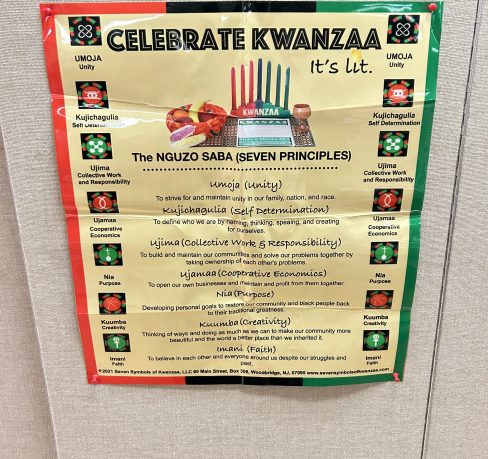 CELEBRATE KWANZAA
It's lit.
UMOJA
Unity
UMOJA
Unity
KWANZAA
Kujichagulia
Self Determination
Kujichagulia
Self Determination
The NGUZO SABA (SEVEN PRINCIPLES)
Ujima
Collective Work
and Responsibility
Ujima
Collective Work
and Responsibility
Umoja (Unity)
To strive for and maintain unity in our family, nation, and race.
Kujichagulia (Self Determination)
To define who we are by naming, thinking, speaing, and creating
for ourselves.
Ujamaa
Cooperative
Economics
Ujamaa
Cooperative
Economics
Ujima (Collective Work & Responsibility)
To build and maintain our communities and solve our problems together by
taking ownership of each other's problems.
Ujamaa (Cooperative Economics)
To open our own businesses and maintain and profit from them together.
Nia
Purpose
Nia
Purpose
Nia (Purpose)
Developing personal goals to restore our community and black people back
to their traditional greatness.
Kuumba
Creativity
Kuumba
Creativity
Kuumba (Creativity)
Thinking of ways and doing as much as we can to make our community more
beautiful and the world a better place than we inherited it.
Imani
Faith
Imani
Faith
Imani (Faith)
To believe in each other and everyone around us despite our struggles and
past.
©2021 Seven Symbols of Kwanzaa, LLC 60 Main Street, Box 306, Woodbridge, NJ, 07095 www.sevensymbolsofkwanzaa.com